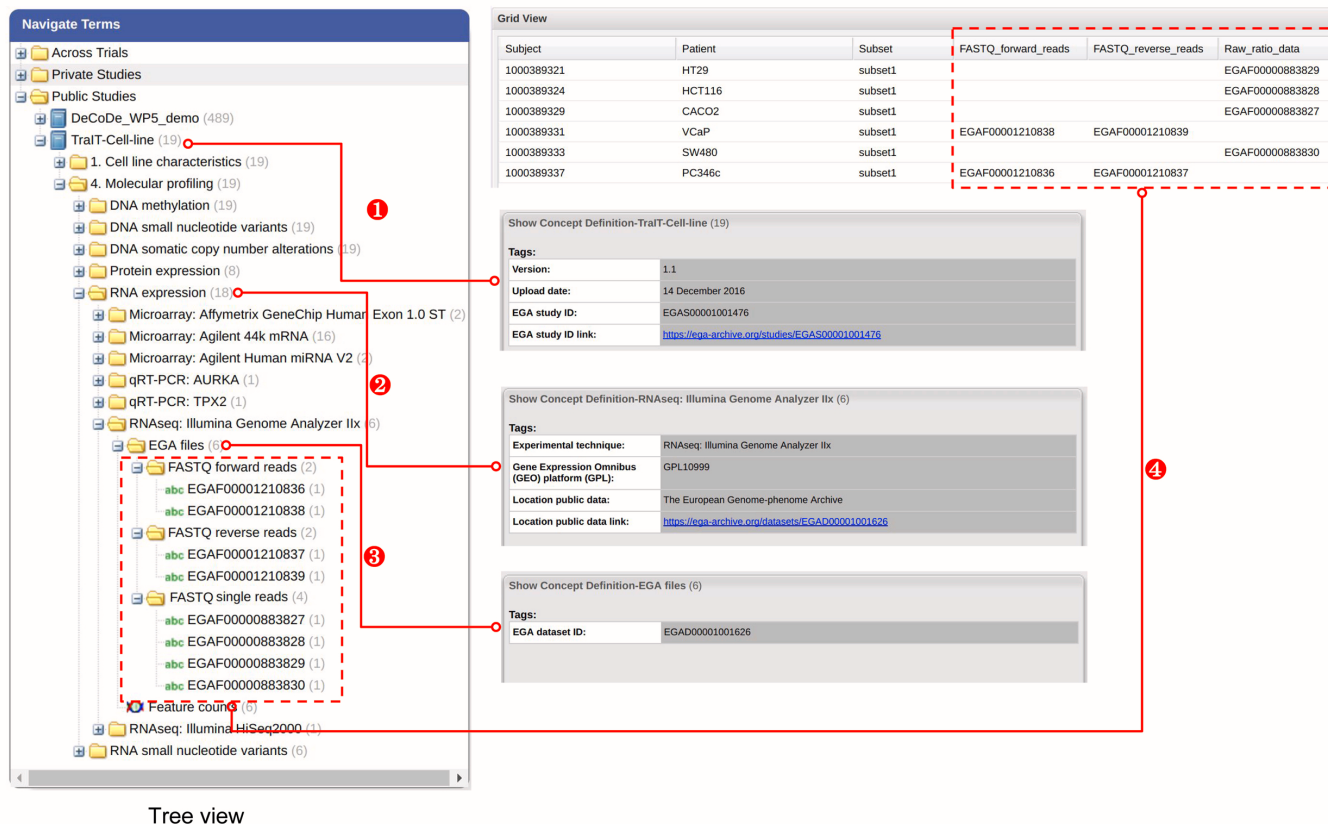 Navigate Terms
Across Trials
Private Studies
Public Studies
DeCoDe_WP5_demo (489)
TraIT-Cell-line (19)
1. Cell line characteristics (19)
4. Molecular profiling (19)
DNA methylation (19)
DNA small nucleotide variants (19)
DNA somatic copy number alterations (19)
Protein expression (8)
RNA expression (18)
Microarray: Affymetrix GeneChip Human Exon 1.0 ST (2)
Microarray: Agilent 44k mRNA (16)
Microarray: Agilent Human miRNA V2 (2)
qRT-PCR: AURKA (1)
qRT-PCR: TPX2 (1)
RNAseq: Illumina Genome Analyzer IIx (6)
EGA files (6)
FASTQ forward reads (2)
abc EGAF00001210836 (1)
abc EGAF00001210838 (1)
FASTQ reverse reads (2)
abc EGAF00001210837 (1)
abc EGAF00001210839 (1)
FASTQ single reads (4)
abc EGAF00000883827 (1)
abc EGAF00000883828 (1)
abc EGAF00000883829 (1)
abc EGAF00000883830 (1)
Feature counts (6)
RNAseq: Illumina HiSeq2000 (1)
RNA small nucleotide variants (6)
Tree view
1
2
3
4
Grid View
Subject Patient Subset FASTQ_forward_reads FASTQ_reverse_reads Raw_ratio_data
1000389321 HT29 subset1 EGAF00000883829
1000389324 HCT116 subset1 EGAF00000883828
1000389329 CACO2 subset1 EGAF00000883827
1000389331 VCaP subset1 EGAF00001210838 EGAF00001210839
1000389333 SW480 subset1 EGAF00000883830
1000389337 PC346c subset1 EGAF00001210836 EGAF00001210837
Show Concept Definition-TraIT-Cell-line (19)
Tags:
Version: 1.1
Upload date: 14 December 2016
EGA study ID: EGAS00001001476
EGA study ID link: https://ega-archive.org/studies/EGAS00001001476
Show Concept Definition-RNAseq: Illumina Genome Analyzer IIx (6)
Tags:
Experimental technique: RNAseq: Illumina Genome Analyzer IIx
Gene Expression Omnibus GPL10999
(GEO) platform (GPL):
Location public data: The European Genome-phenome Archive
Location public data link: https://ega-archive.org/datasets/EGAD00001001626
Show Concept Definition-EGA files (6)
Tags:
EGA dataset ID: EGAD00001001626